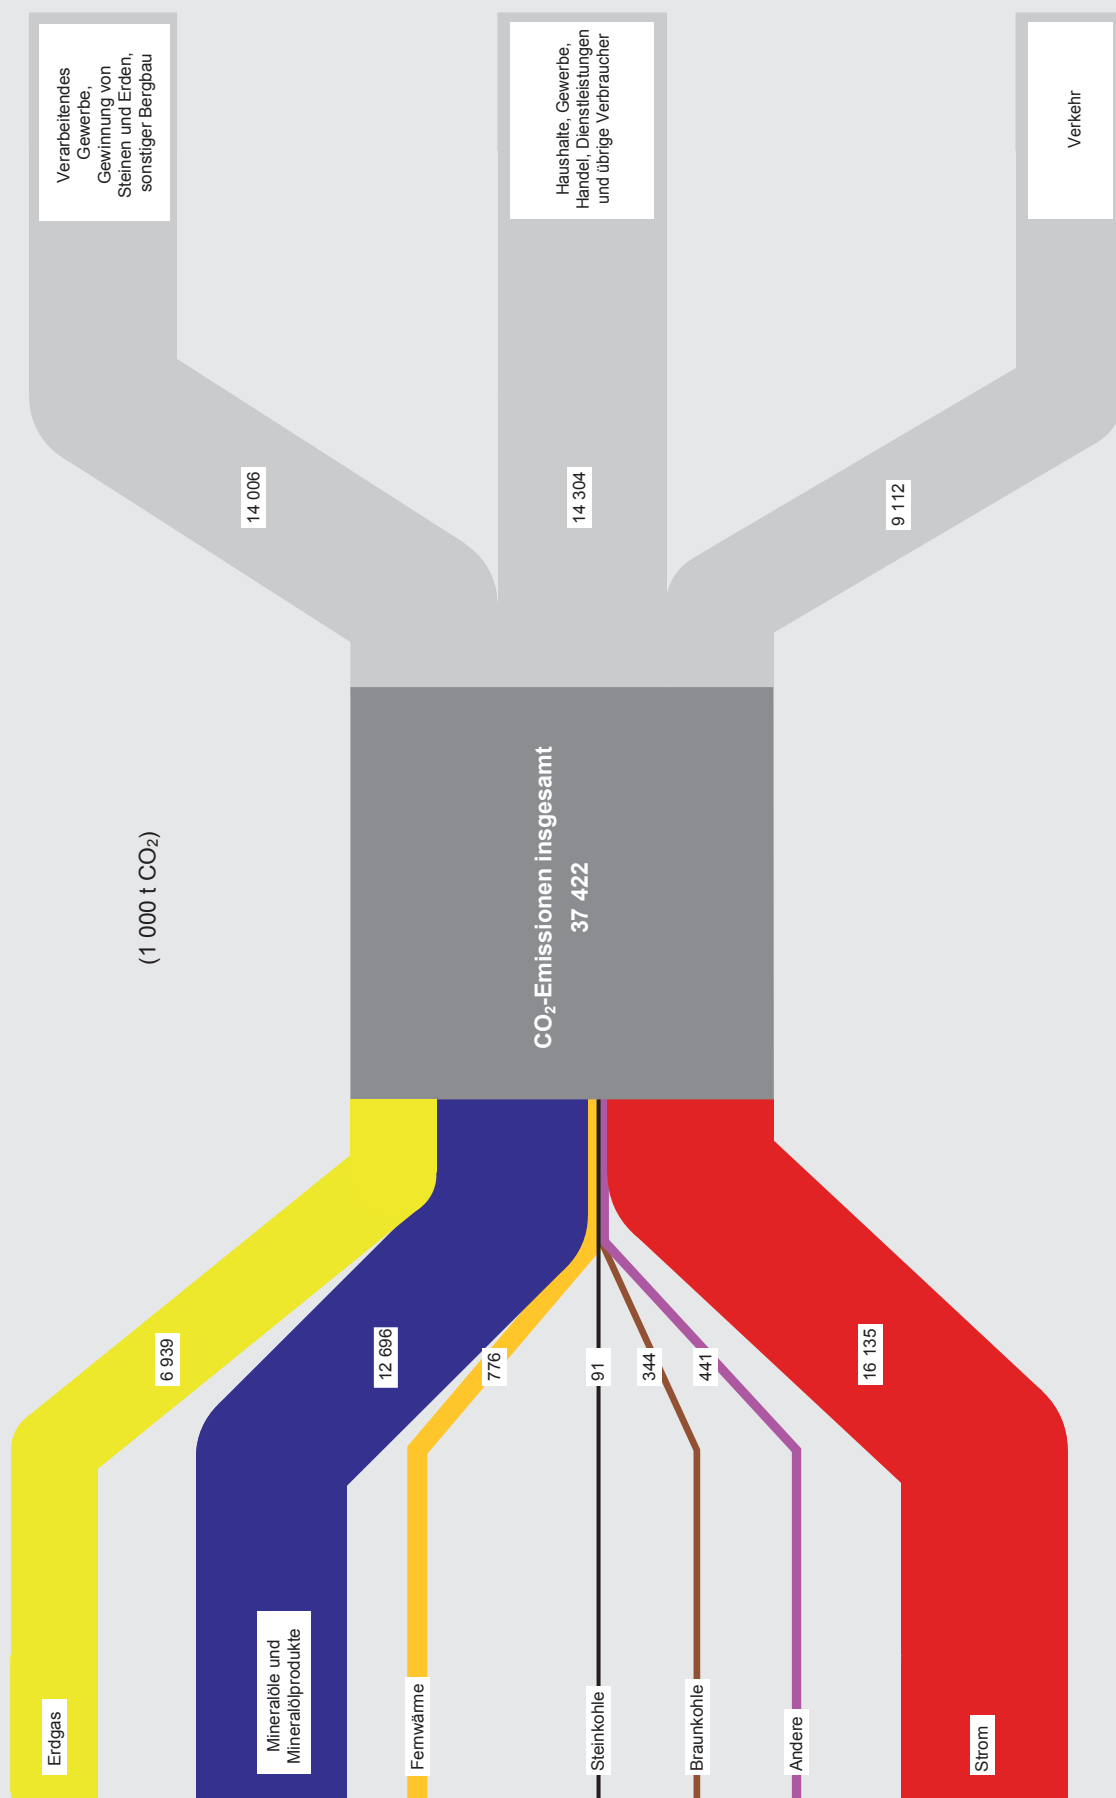 (1 000 t CO₂)
Erdgas
6 939
Mineralöle und
Mineralölprodukte
12 696
Fernwärme
776
Steinkohle
91
Braunkohle
344
Andere
441
Strom
16 135
CO₂-Emissionen insgesamt
37 422
14 006
Verarbeitendes
Gewerbe,
Gewinnung von
Steinen und Erden,
sonstiger Bergbau
14 304
Haushalte, Gewerbe,
Handel, Dienstleistungen
und übrige Verbraucher
9 112
Verkehr